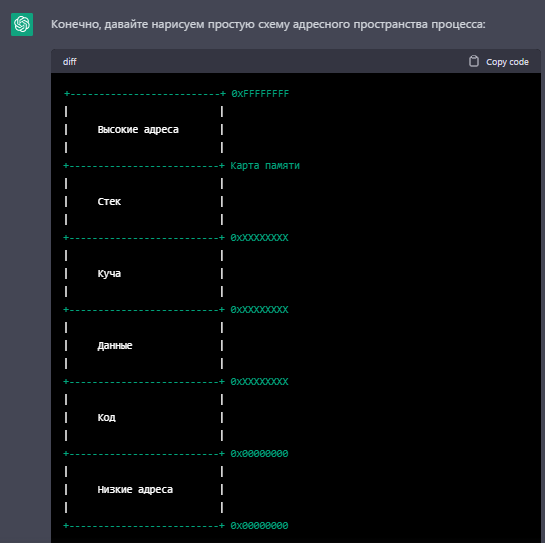 Конечно, давайте нарисуем простую схему адресного пространства процесса:
diff
Copy code
+--------------------------+ 0xFFFFFFFF
|                          |
|     Высокие адреса       |
|                          |
+--------------------------+ Карта памяти
|                          |
|     Стек                 |
|                          |
+--------------------------+ 0xXXXXXXXX
|                          |
|     Куча                 |
|                          |
+--------------------------+ 0xXXXXXXXX
|                          |
|     Данные               |
|                          |
+--------------------------+ 0xXXXXXXXX
|                          |
|     Код                  |
|                          |
+--------------------------+ 0x00000000
|                          |
|     Низкие адреса        |
|                          |
+--------------------------+ 0x00000000